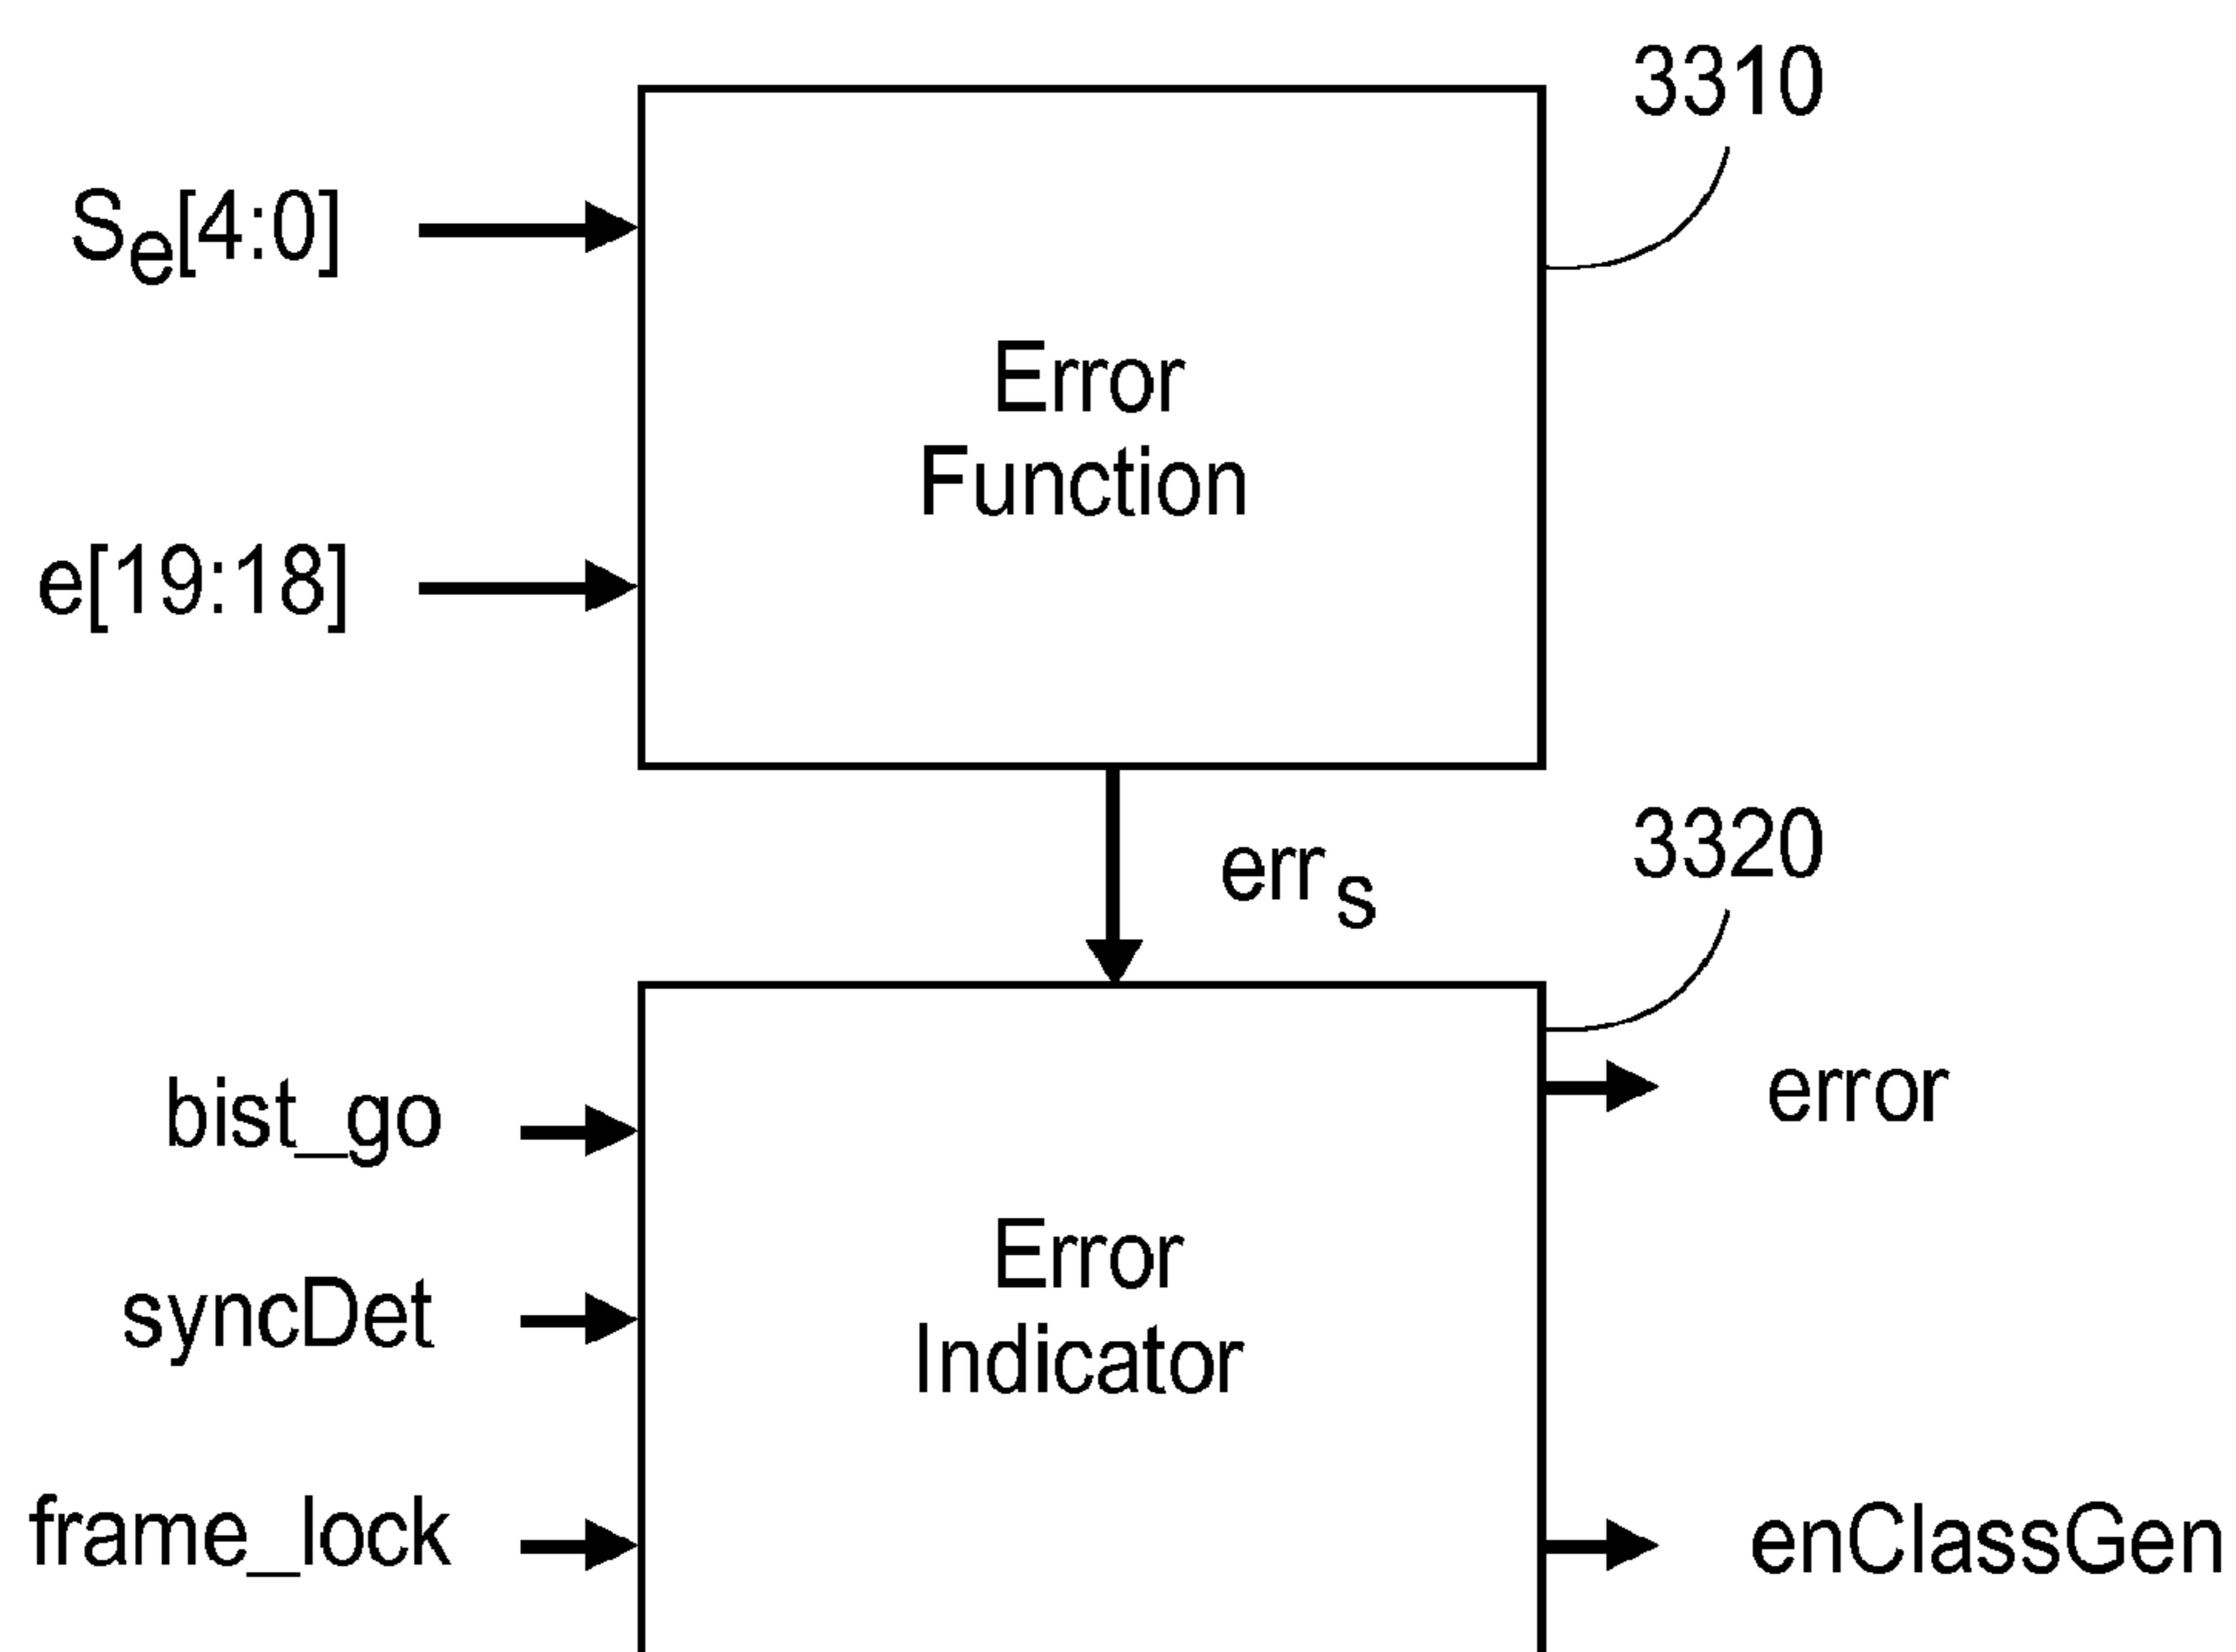 3310
Se[4:0]
Error
Function
e[19:18]
errs
3320
bist_go
error
Error
Indicator
syncDet
frame_lock
enClassGen